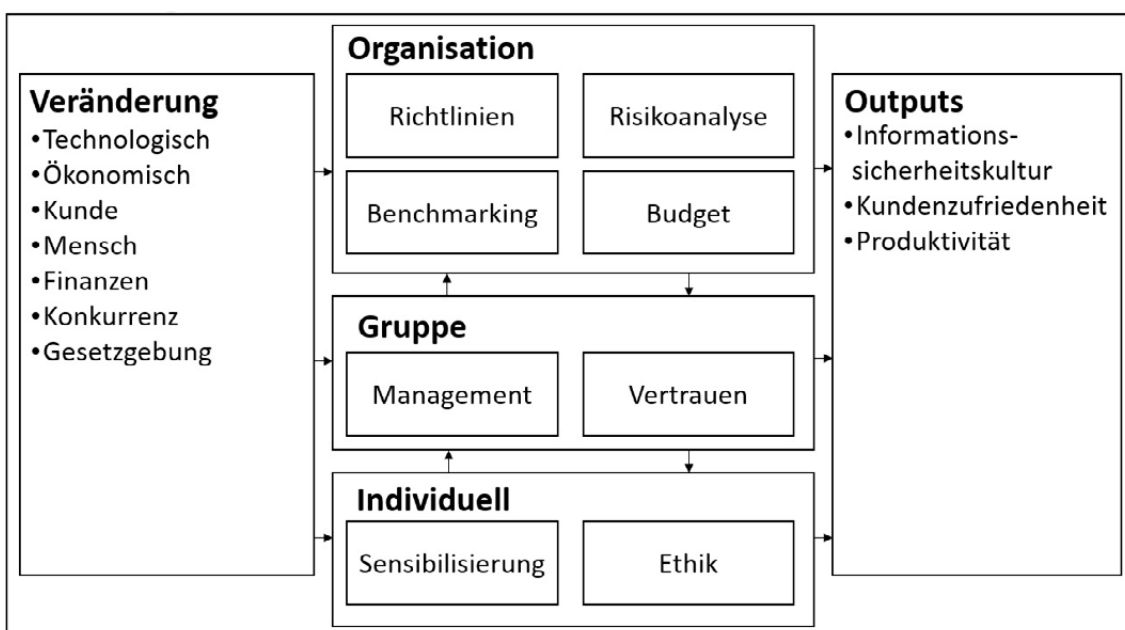 Veränderung
•Technologisch
•Ökonomisch
•Kunde
•Mensch
•Finanzen
•Konkurrenz
•Gesetzgebung
Organisation
Richtlinien
Risikoanalyse
Benchmarking
Budget
Gruppe
Management
Vertrauen
Individuell
Sensibilisierung
Ethik
Outputs
•Informations-
sicherheitskultur
•Kundenzufriedenheit
•Produktivität